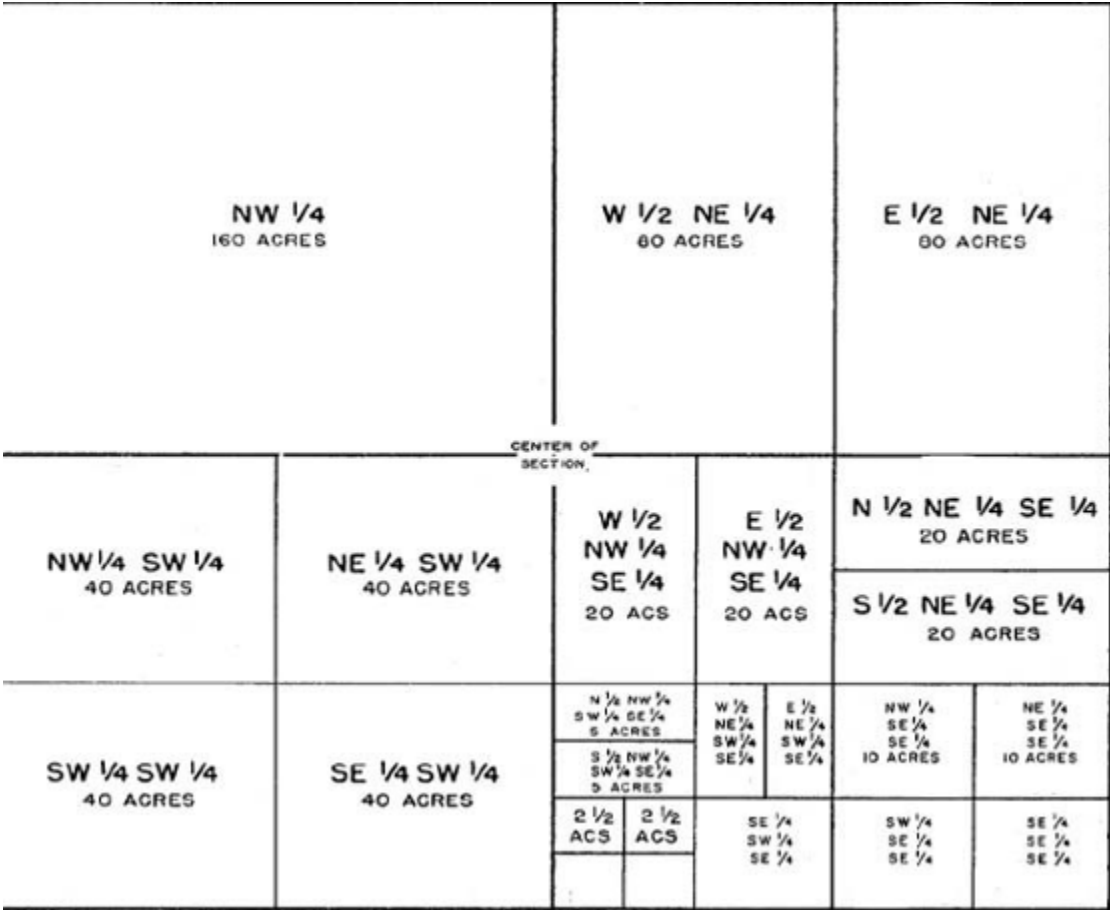 NW 1/4
160 ACRES
W 1/2 NE 1/4
80 ACRES
E 1/2 NE 1/4
80 ACRES
CENTER OF
SECTION
NW 1/4 SW 1/4
40 ACRES
NE 1/4 SW 1/4
40 ACRES
W 1/2
NW 1/4
SE 1/4
20 ACS
E 1/2
NW 1/4
SE 1/4
20 ACS
N 1/2 NE 1/4 SE 1/4
20 ACRES
S 1/2 NE 1/4 SE 1/4
20 ACRES
SW 1/4 SW 1/4
40 ACRES
SE 1/4 SW 1/4
40 ACRES
N 1/2 NW 1/4
SW 1/4 SE 1/4
5 ACRES
S 1/2 NW 1/4
SW 1/4 SE 1/4
5 ACRES
2 1/2
ACS
2 1/2
ACS
W 1/2
NE 1/4
SW 1/4
SE 1/4
E 1/2
NE 1/4
SW 1/4
SE 1/4
SE 1/4
SW 1/4
SE 1/4
NW 1/4
SE 1/4
SE 1/4
10 ACRES
NE 1/4
SE 1/4
SE 1/4
10 ACRES
SW 1/4
SE 1/4
SE 1/4
SE 1/4
SE 1/4
SE 1/4